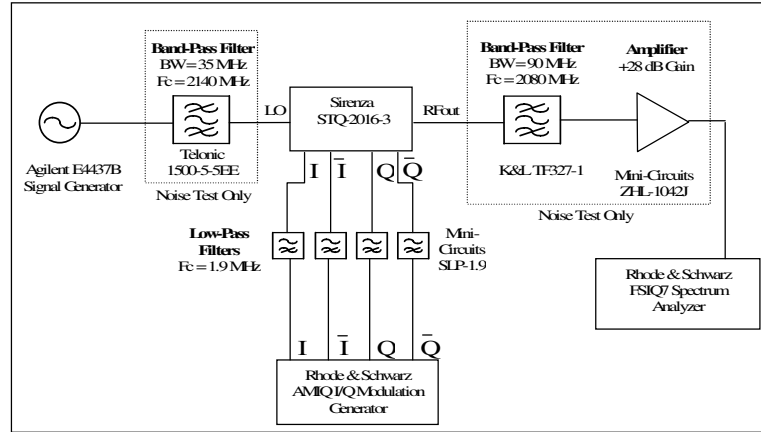 Band-Pass Filter
BW = 35 MHz
Fc = 2140 MHz
Telonic
1500-5-5EE
Noise Test Only
Agilent E4437B
Signal Generator
LO
Sirenza
STQ-2016-3
RFout
Band-Pass Filter
BW = 90 MHz
Fc = 2080 MHz
K&L TF327-1
Amplifier
+28 dB Gain
Mini-Circuits
ZHL-1042J
Noise Test Only
I I̅ Q Q̅
Low-Pass
Filters
Fc = 1.9 MHz
Mini-
Circuits
SLP-1.9
Rhode & Schwarz
FSIQ7 Spectrum
Analyzer
I I̅ Q Q̅
Rhode & Schwarz
AMIQ I/Q Modulation
Generator